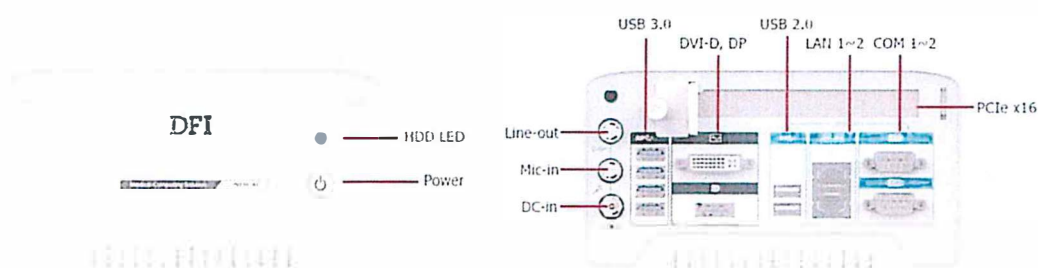 USB 3.0
USB 2.0
DVI-D, DP
LAN 1~2
COM 1~2
PCIe x16
DFI
HDD LED
Power
Line-out
Mic-in
DC-in